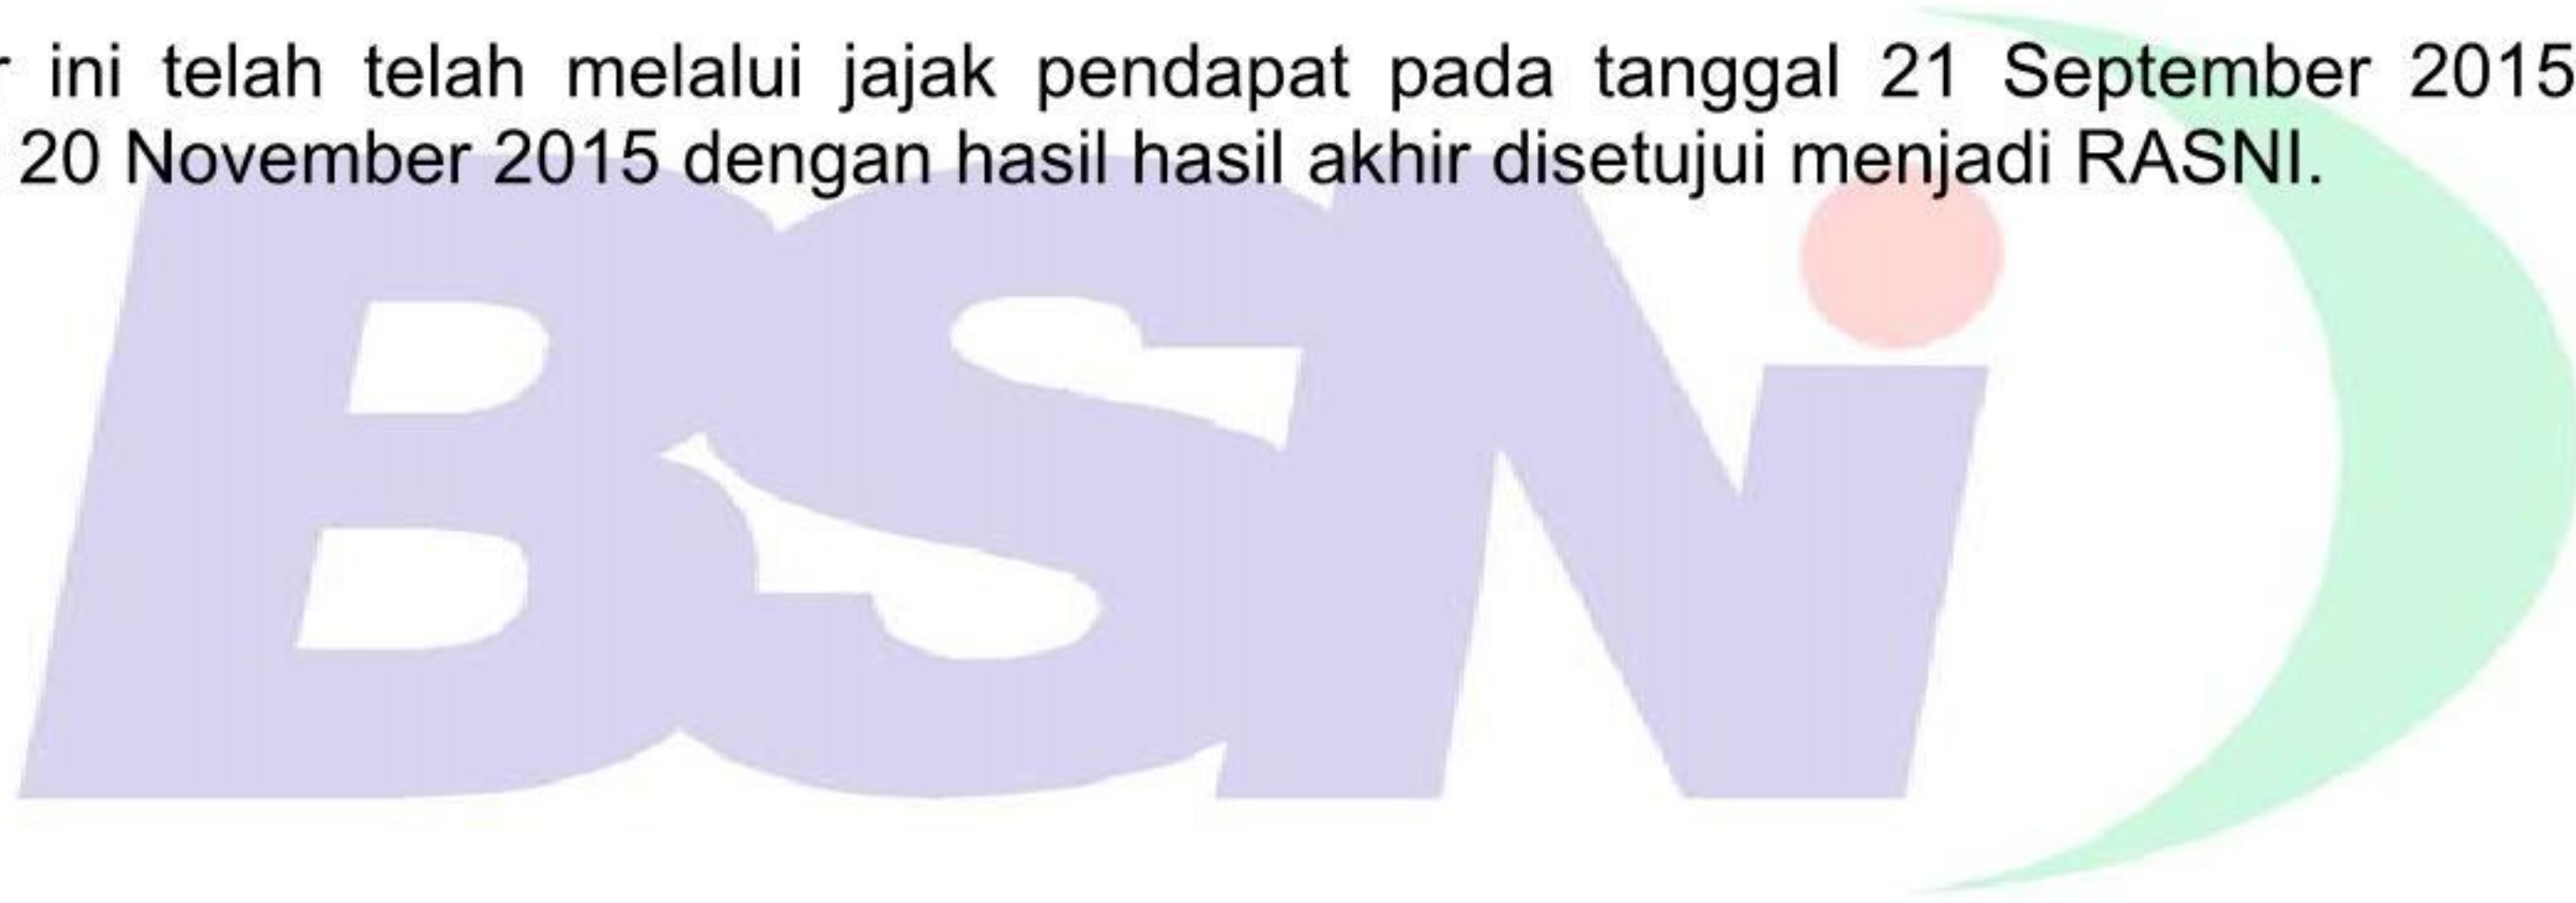 r ini telah telah melalui jajak pendapat pada tanggal 21 September 2015
20 November 2015 dengan hasil hasil akhir disetujui menjadi RASNI.
BSNi